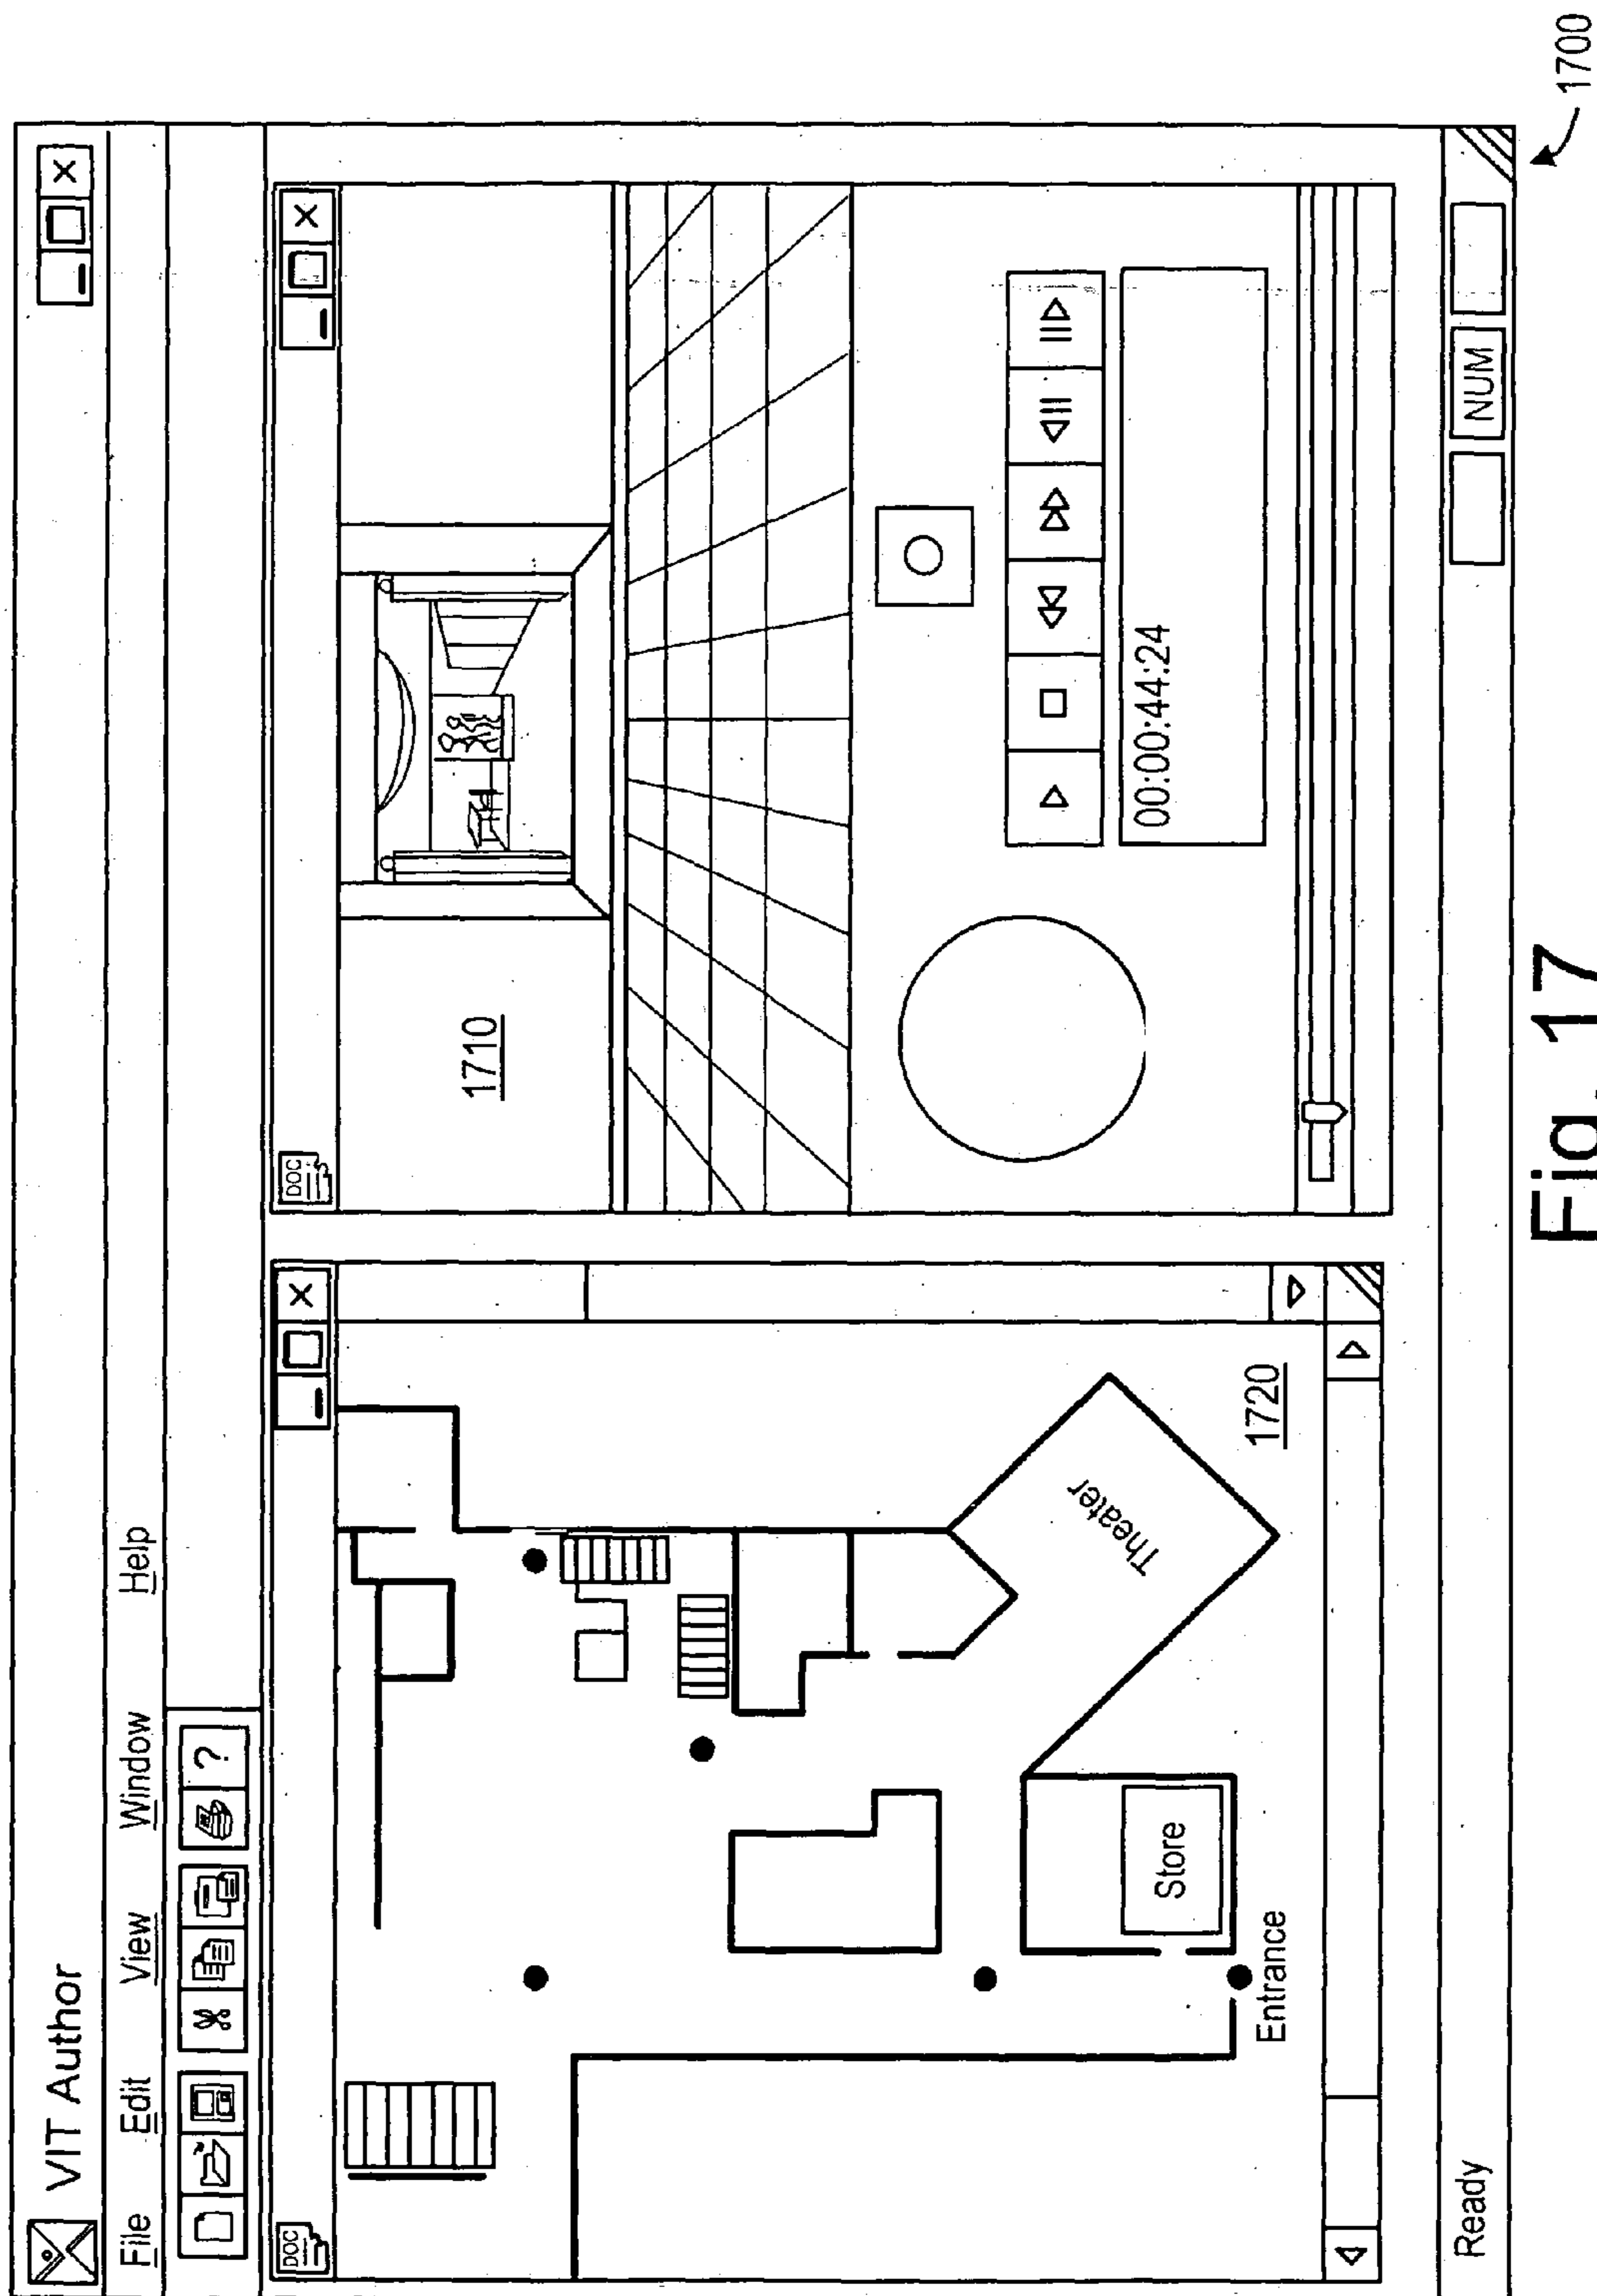 VIT Author
File Edit View Window Help
?
DOC
DOC
1710
00:00:44:24
Theater
Store
Entrance
1720
Ready
NUM
1700
Fig. 17